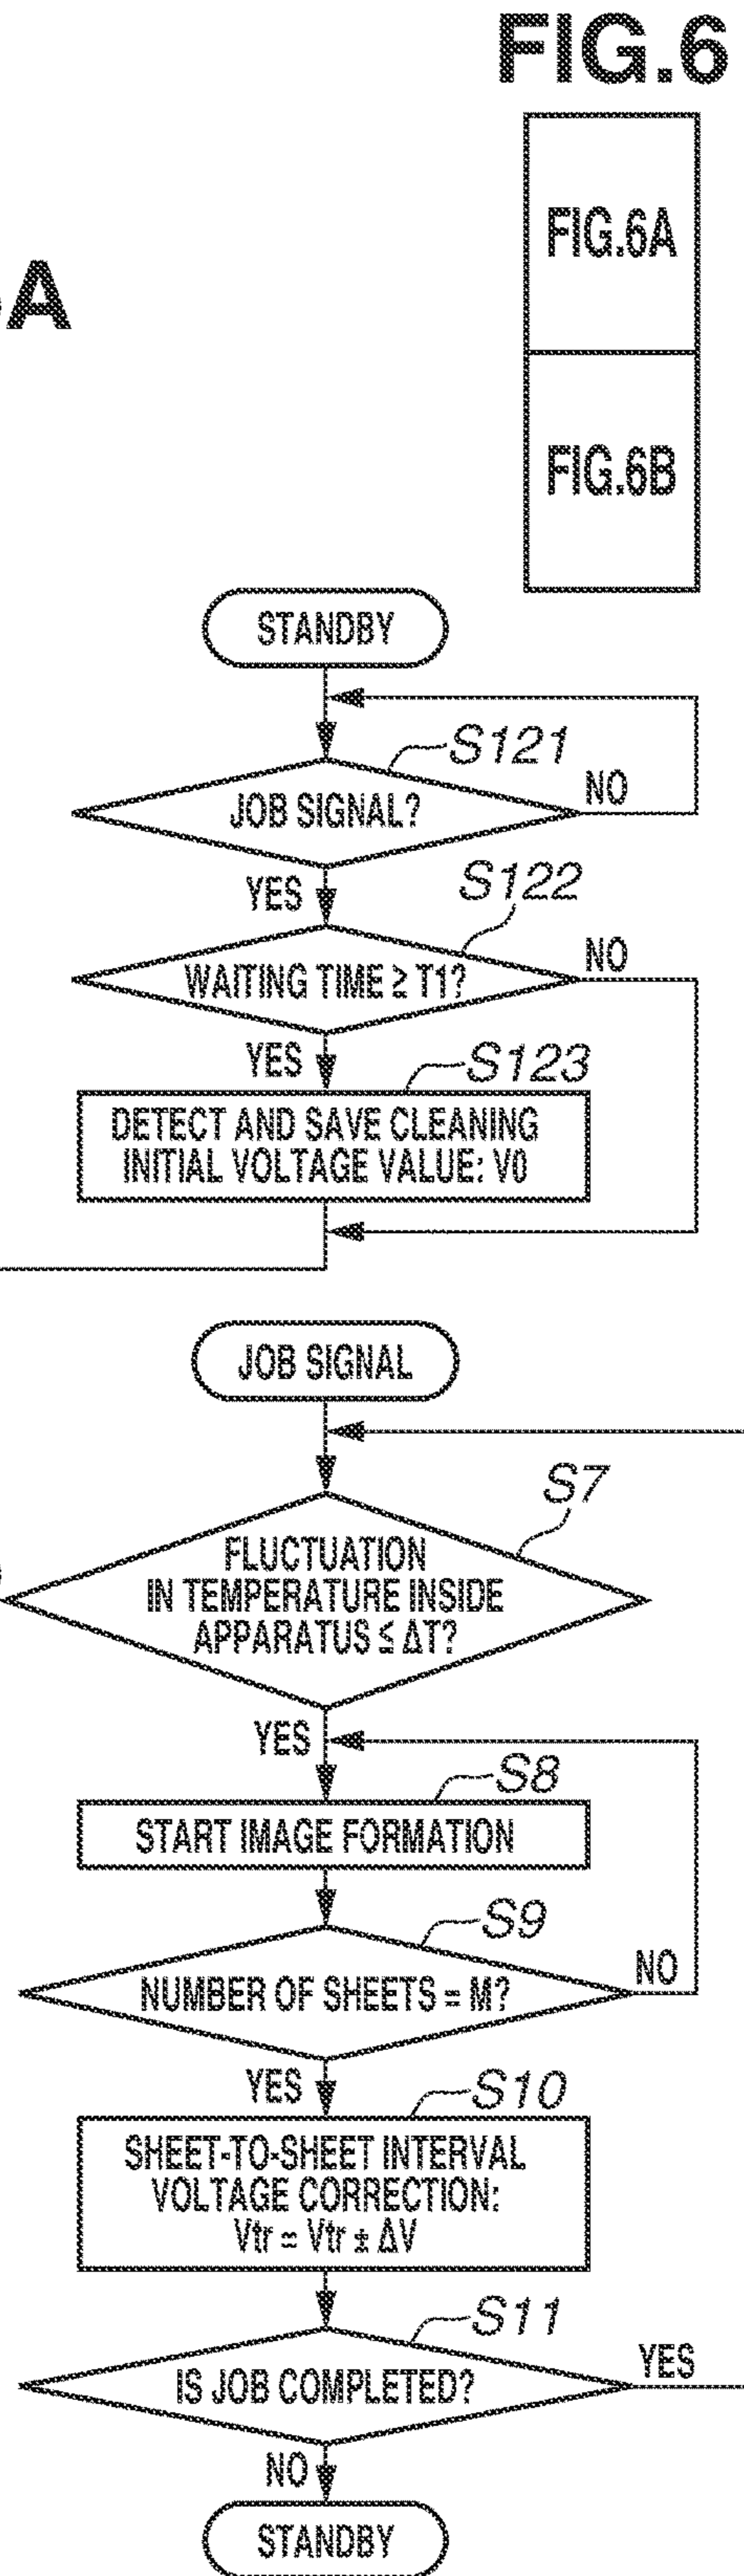 FIG.6
FIG.6A
A
FIG.6B
STANDBY
S121
JOB SIGNAL?
NO
YES
S122
WAITING TIME ≥ T1?
NO
YES
S123
DETECT AND SAVE CLEANING
INITIAL VOLTAGE VALUE: V0
JOB SIGNAL
S7
FLUCTUATION
IN TEMPERATURE INSIDE
APPARATUS ≤ ΔT?
YES
S8
START IMAGE FORMATION
S9
NUMBER OF SHEETS = M?
NO
YES
S10
SHEET-TO-SHEET INTERVAL
VOLTAGE CORRECTION:
Vtr = Vtr ± ΔV
S11
IS JOB COMPLETED?
YES
NO
STANDBY